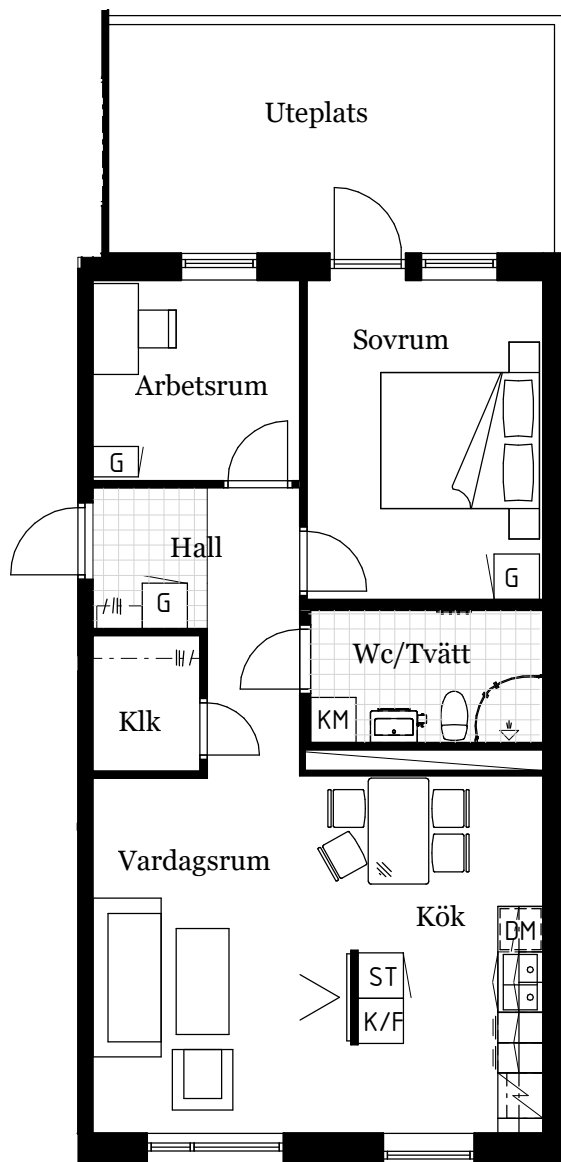 Uteplats
Sovrum
Arbetsrum
G
Hall
G
G
Wc/Tvätt
Klk
KM
Vardagsrum
Kök
DM
ST
K/F